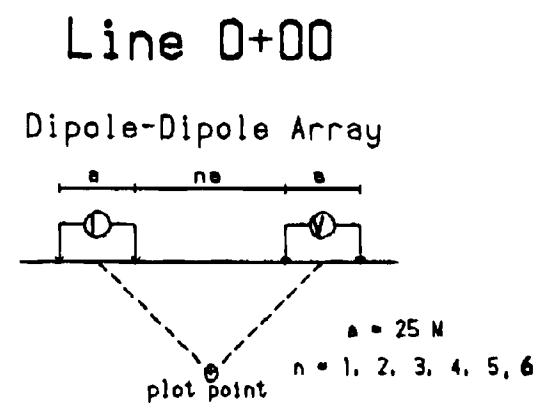 Line 0+00
Dipole-Dipole Array
a na a
I V
a = 25 M
n = 1, 2, 3, 4, 5, 6
plot point